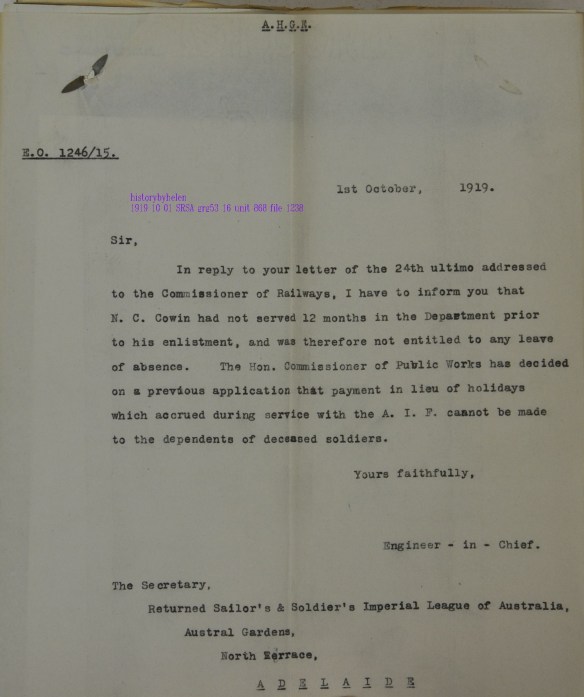 A.H.G.R.
E.O. 1246/15.
1st October, 1919.
historybyhelen
1919 10 01 SRSA grg53 16 unit 868 file 1238
Sir,
In reply to your letter of the 24th ultimo addressed
to the Commissioner of Railways, I have to inform you that
N. C. Cowin had not served 12 months in the Department prior
to his enlistment, and was therefore not entitled to any leave
of absence. The Hon. Commissioner of Public Works has decided
on a previous application that payment in lieu of holidays
which accrued during service with the A. I. F. cannot be made
to the dependents of deceased soldiers.
Yours faithfully,
Engineer - in - Chief.
The Secretary,
Returned Sailor's & Soldier's Imperial League of Australia,
Austral Gardens,
North Terrace,
A D E L A I D E